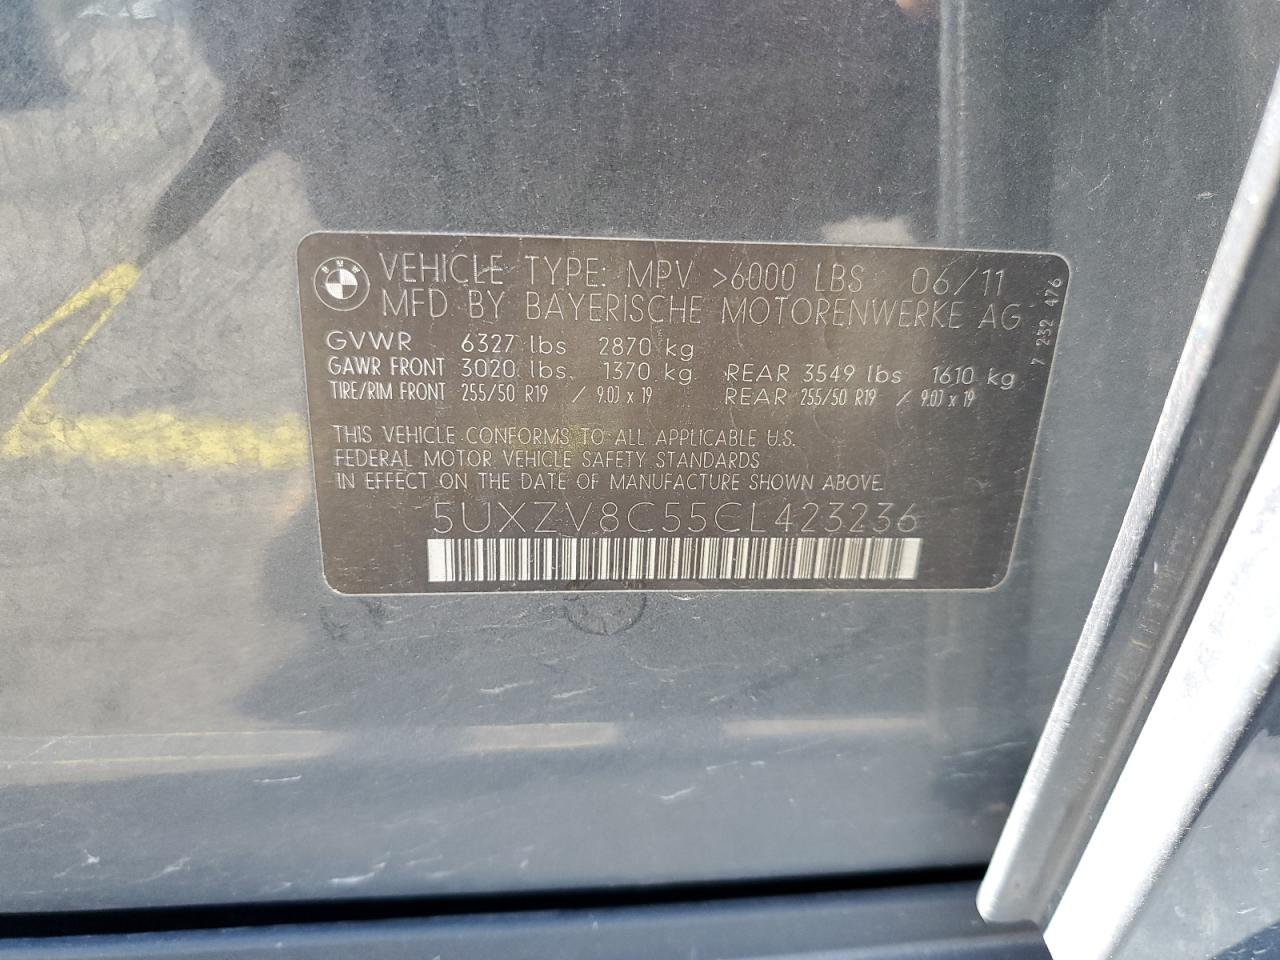 BMW
VEHICLE TYPE: MPV >6000 LBS 06/11
MFD BY BAYERISCHE MOTORENWERKE AG
7 232 476
GVWR 6327 lbs 2870 kg
GAWR FRONT 3020 lbs 1370 kg REAR 3549 lbs 1610 kg
TIRE/RIM FRONT 255/50 R19 / 9.0J x 19 REAR 255/50 R19 / 9.0J x 19
THIS VEHICLE CONFORMS TO ALL APPLICABLE U.S.
FEDERAL MOTOR VEHICLE SAFETY STANDARDS
IN EFFECT ON THE DATE OF MANUFACTURE SHOWN ABOVE.
5UXZV8C55CL423236